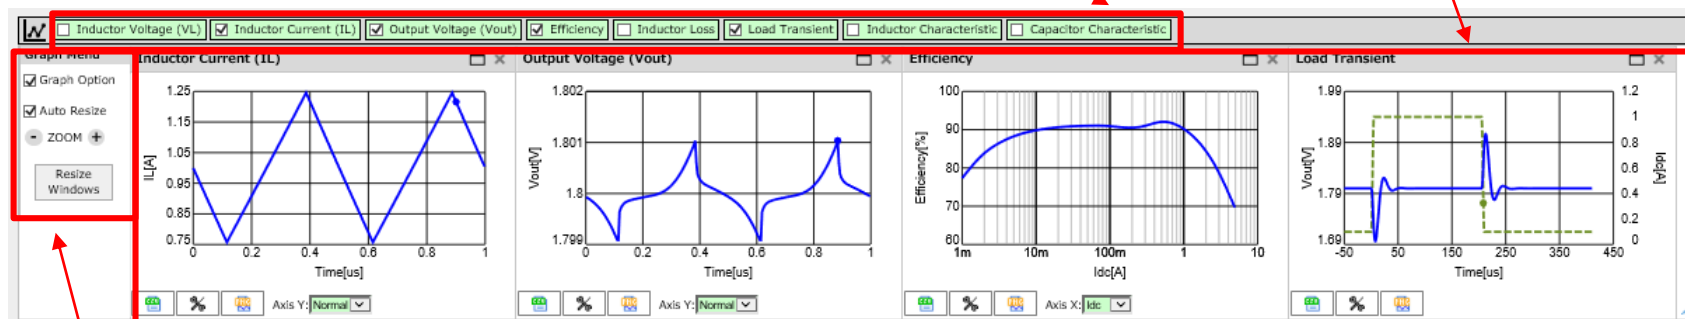 Inductor Voltage (VL) Inductor Current (IL) Output Voltage (Vout) Efficiency Inductor Loss Load Transient Inductor Characteristic Capacitor Characteristic
Graph Menu
Graph Option
Auto Resize
- ZOOM +
Resize
Windows
Inductor Current (IL)
1.25
1.15
1.05
0.95
0.85
0.75
IL[A]
0 0.2 0.4 0.6 0.8 1
Time[us]
Axis Y: Normal
Output Voltage (Vout)
1.802
1.801
1.8
1.799
Vout[V]
0 0.2 0.4 0.6 0.8 1
Time[us]
Axis Y: Normal
Efficiency
100
90
80
70
60
Efficiency[%]
1m 10m 100m 1 10
Idc[A]
Axis X: Idc
Load Transient
1.99
1.89
1.79
1.69
Vout[V]
1.2
1
0.8
0.6
0.4
0.2
0
Idc[A]
-50 50 150 250 350 450
Time[us]